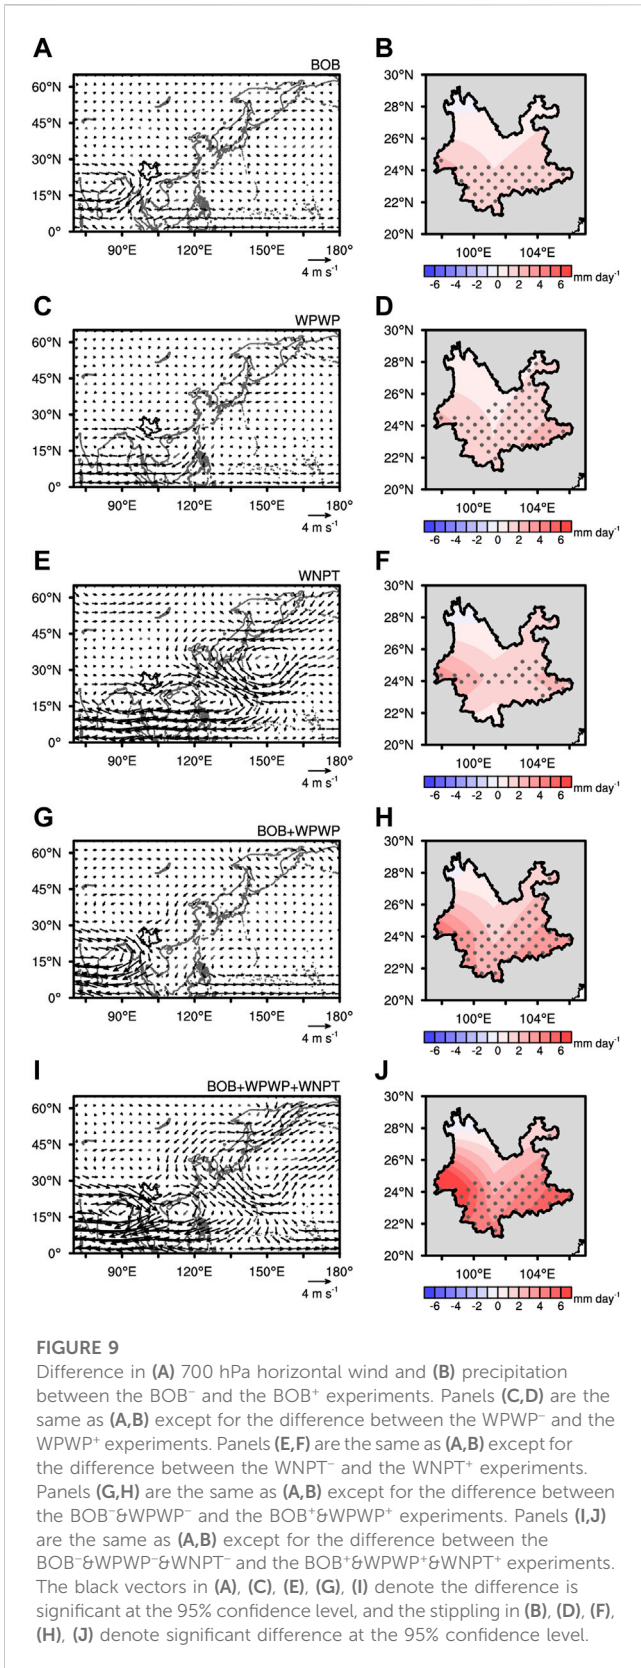 A
BOB
60°N
45°N
30°N
15°N
0°
90°E 120°E 150°E 180°
4 m s⁻¹
B
30°N
28°N
26°N
24°N
22°N
20°N
100°E 104°E
-6 -4 -2 0 2 4 6 mm day⁻¹
C
WPWP
60°N
45°N
30°N
15°N
0°
90°E 120°E 150°E 180°
4 m s⁻¹
D
30°N
28°N
26°N
24°N
22°N
20°N
100°E 104°E
-6 -4 -2 0 2 4 6 mm day⁻¹
E
WNPT
60°N
45°N
30°N
15°N
0°
90°E 120°E 150°E 180°
4 m s⁻¹
F
30°N
28°N
26°N
24°N
22°N
20°N
100°E 104°E
-6 -4 -2 0 2 4 6 mm day⁻¹
G
BOB+WPWP
60°N
45°N
30°N
15°N
0°
90°E 120°E 150°E 180°
4 m s⁻¹
H
30°N
28°N
26°N
24°N
22°N
20°N
100°E 104°E
-6 -4 -2 0 2 4 6 mm day⁻¹
I
BOB+WPWP+WNPT
60°N
45°N
30°N
15°N
0°
90°E 120°E 150°E 180°
4 m s⁻¹
J
30°N
28°N
26°N
24°N
22°N
20°N
100°E 104°E
-6 -4 -2 0 2 4 6 mm day⁻¹
FIGURE 9
Difference in (A) 700 hPa horizontal wind and (B) precipitation
between the BOB⁻ and the BOB⁺ experiments. Panels (C,D) are the
same as (A,B) except for the difference between the WPWP⁻ and the
WPWP⁺ experiments. Panels (E,F) are the same as (A,B) except for
the difference between the WNPT⁻ and the WNPT⁺ experiments.
Panels (G,H) are the same as (A,B) except for the difference between
the BOB⁻&WPWP⁻ and the BOB⁺&WPWP⁺ experiments. Panels (I,J)
are the same as (A,B) except for the difference between the
BOB⁻&WPWP⁻&WNPT⁻ and the BOB⁺&WPWP⁺&WNPT⁺ experiments.
The black vectors in (A), (C), (E), (G), (I) denote the difference is
significant at the 95% confidence level, and the stippling in (B), (D), (F),
(H), (J) denote significant difference at the 95% confidence level.